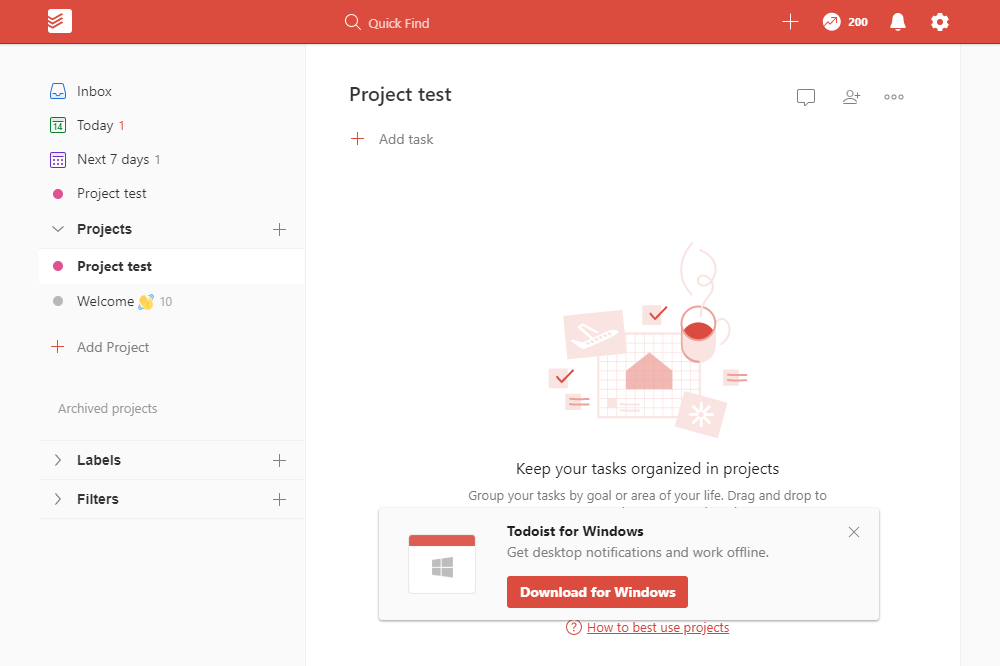 Quick Find
200
Inbox
14 Today 1
Next 7 days 1
Project test
Projects
Project test
Welcome 👋 10
Add Project
Archived projects
Labels
Filters
Project test
Add task
Keep your tasks organized in projects
Group your tasks by goal or area of your life. Drag and drop to
Todoist for Windows
Get desktop notifications and work offline.
Download for Windows
How to best use projects